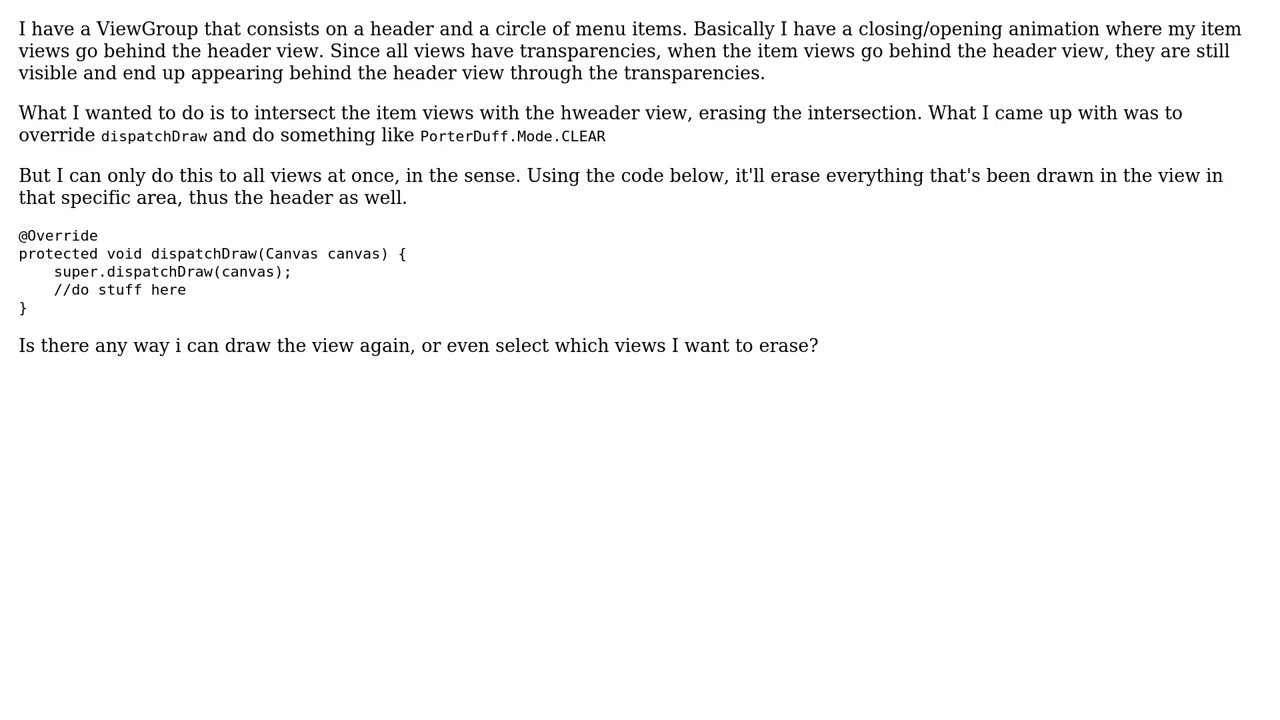 I have a ViewGroup that consists on a header and a circle of menu items. Basically I have a closing/opening animation where my item
views go behind the header view. Since all views have transparencies, when the item views go behind the header view, they are still
visible and end up appearing behind the header view through the transparencies.
What I wanted to do is to intersect the item views with the hweader view, erasing the intersection. What I came up with was to
override dispatchDraw and do something like PorterDuff.Mode.CLEAR
But I can only do this to all views at once, in the sense. Using the code below, it'll erase everything that's been drawn in the view in
that specific area, thus the header as well.
@Override
protected void dispatchDraw(Canvas canvas) {
    super.dispatchDraw(canvas);
    //do stuff here
}
Is there any way i can draw the view again, or even select which views I want to erase?